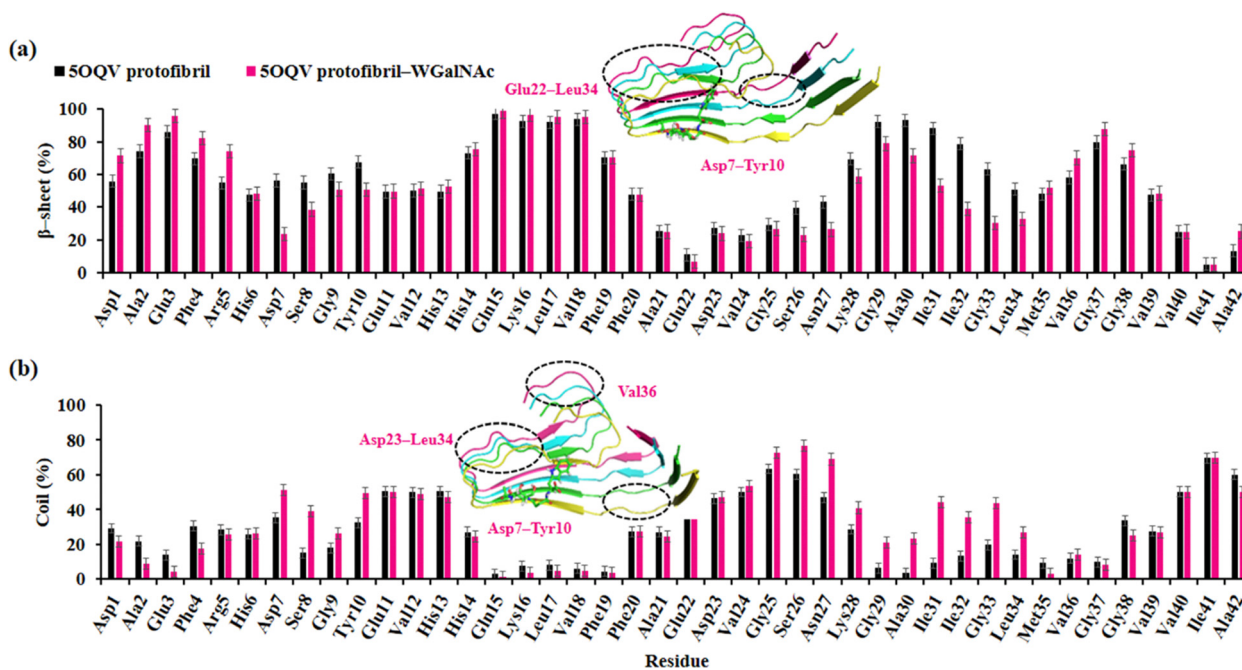 (a)
5OQV protofibril
5OQV protofibril–WGalNAc
Glu22–Leu34
Asp7–Tyr10
β–sheet (%)
100
80
60
40
20
0
Asp1 Ala2 Glu3 Phe4 Arg5 His6 Asp7 Ser8 Gly9 Tyr10 Glu11 Val12 His13 His14 Gln15 Lys16 Leu17 Val18 Phe19 Phe20 Ala21 Glu22 Asp23 Val24 Gly25 Ser26 Asn27 Lys28 Gly29 Ala30 Ile31 Ile32 Gly33 Leu34 Met35 Val36 Gly37 Gly38 Val39 Val40 Ile41 Ala42
(b)
Val36
Asp23–Leu34
Asp7–Tyr10
Coil (%)
100
80
60
40
20
0
Asp1 Ala2 Glu3 Phe4 Arg5 His6 Asp7 Ser8 Gly9 Tyr10 Glu11 Val12 His13 His14 Gln15 Lys16 Leu17 Val18 Phe19 Phe20 Ala21 Glu22 Asp23 Val24 Gly25 Ser26 Asn27 Lys28 Gly29 Ala30 Ile31 Ile32 Gly33 Leu34 Met35 Val36 Gly37 Gly38 Val39 Val40 Ile41 Ala42
Residue